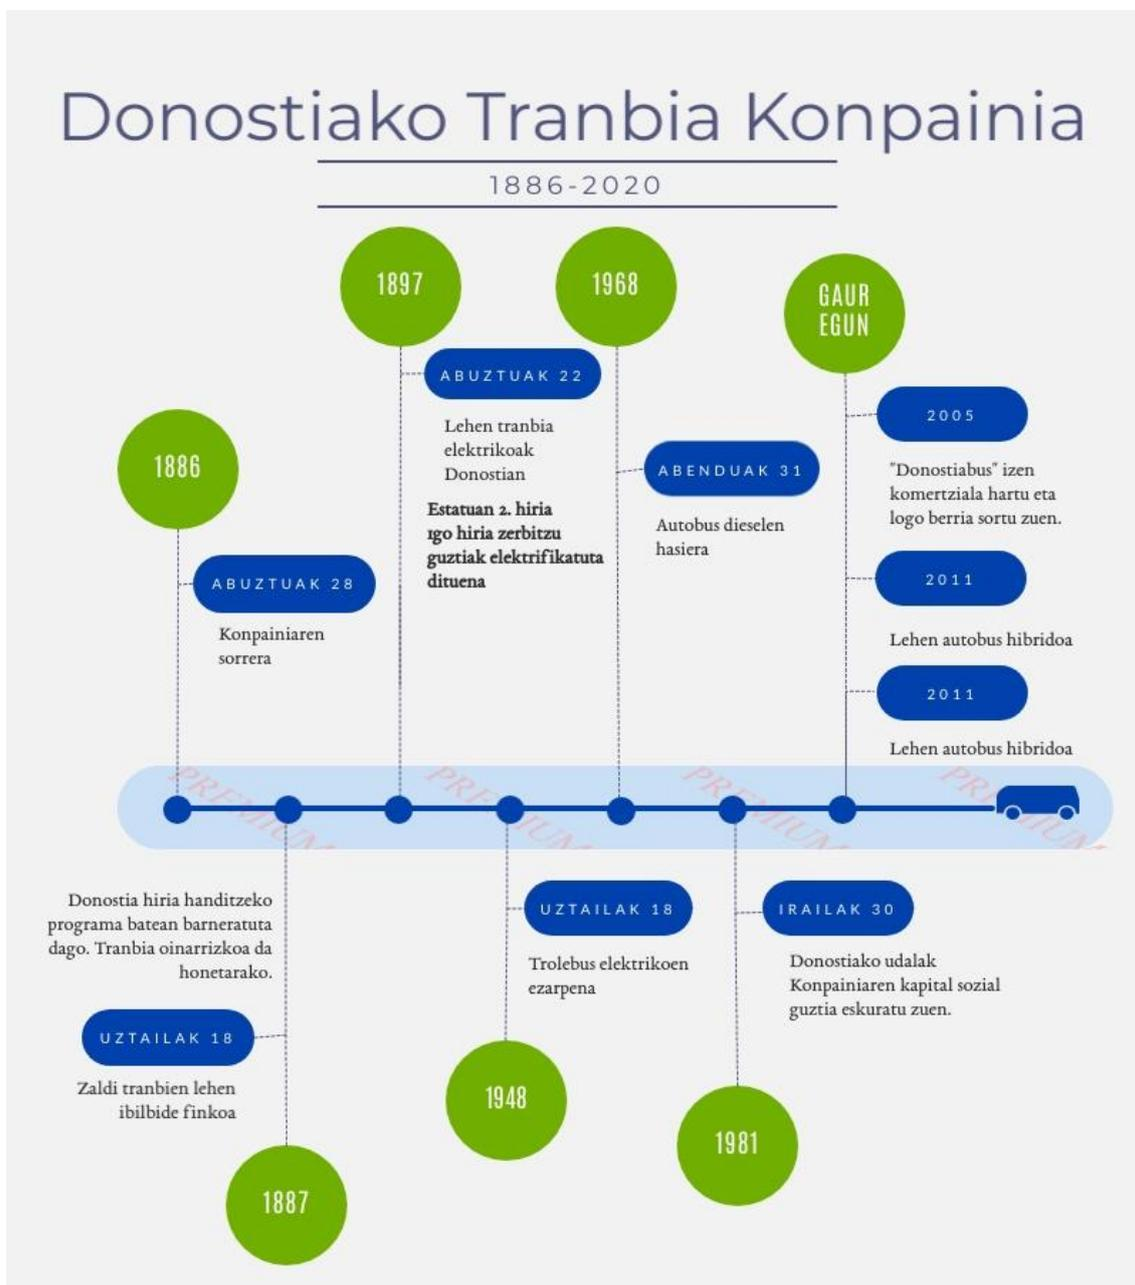 Donostiako Tranbia Konpainia
1886-2020
1886
ABUZTUAK 28
Konpainiaren
sorrera
1897
ABUZTUAK 22
Lehen tranbia
elektrikoak
Donostian
Estatuan 2. hiria
1go hiria zerbitzu
guztiak elektrifikatuta
dituena
1968
ABENDUAK 31
Autobus dieselen
hasiera
GAUR
EGUN
2005
"Donostiabus" izen
komertziala hartu eta
logo berria sortu zuen.
2011
Lehen autobus hibridoa
2011
Lehen autobus hibridoa
PREMIUM
PREMIUM
PREMIUM
PREMIUM
Donostia hiria handitzeko
programa batean barneratuta
dago. Tranbia oinarrizkoa da
honetarako.
UZTAILAK 18
Zaldi tranbien lehen
ibilbide finkoa
1887
UZTAILAK 18
Trolebus elektrikoen
ezarpena
1948
IRAILAK 30
Donostiako udalak
Konpainiaren kapital sozial
guztia eskuratu zuen.
1981